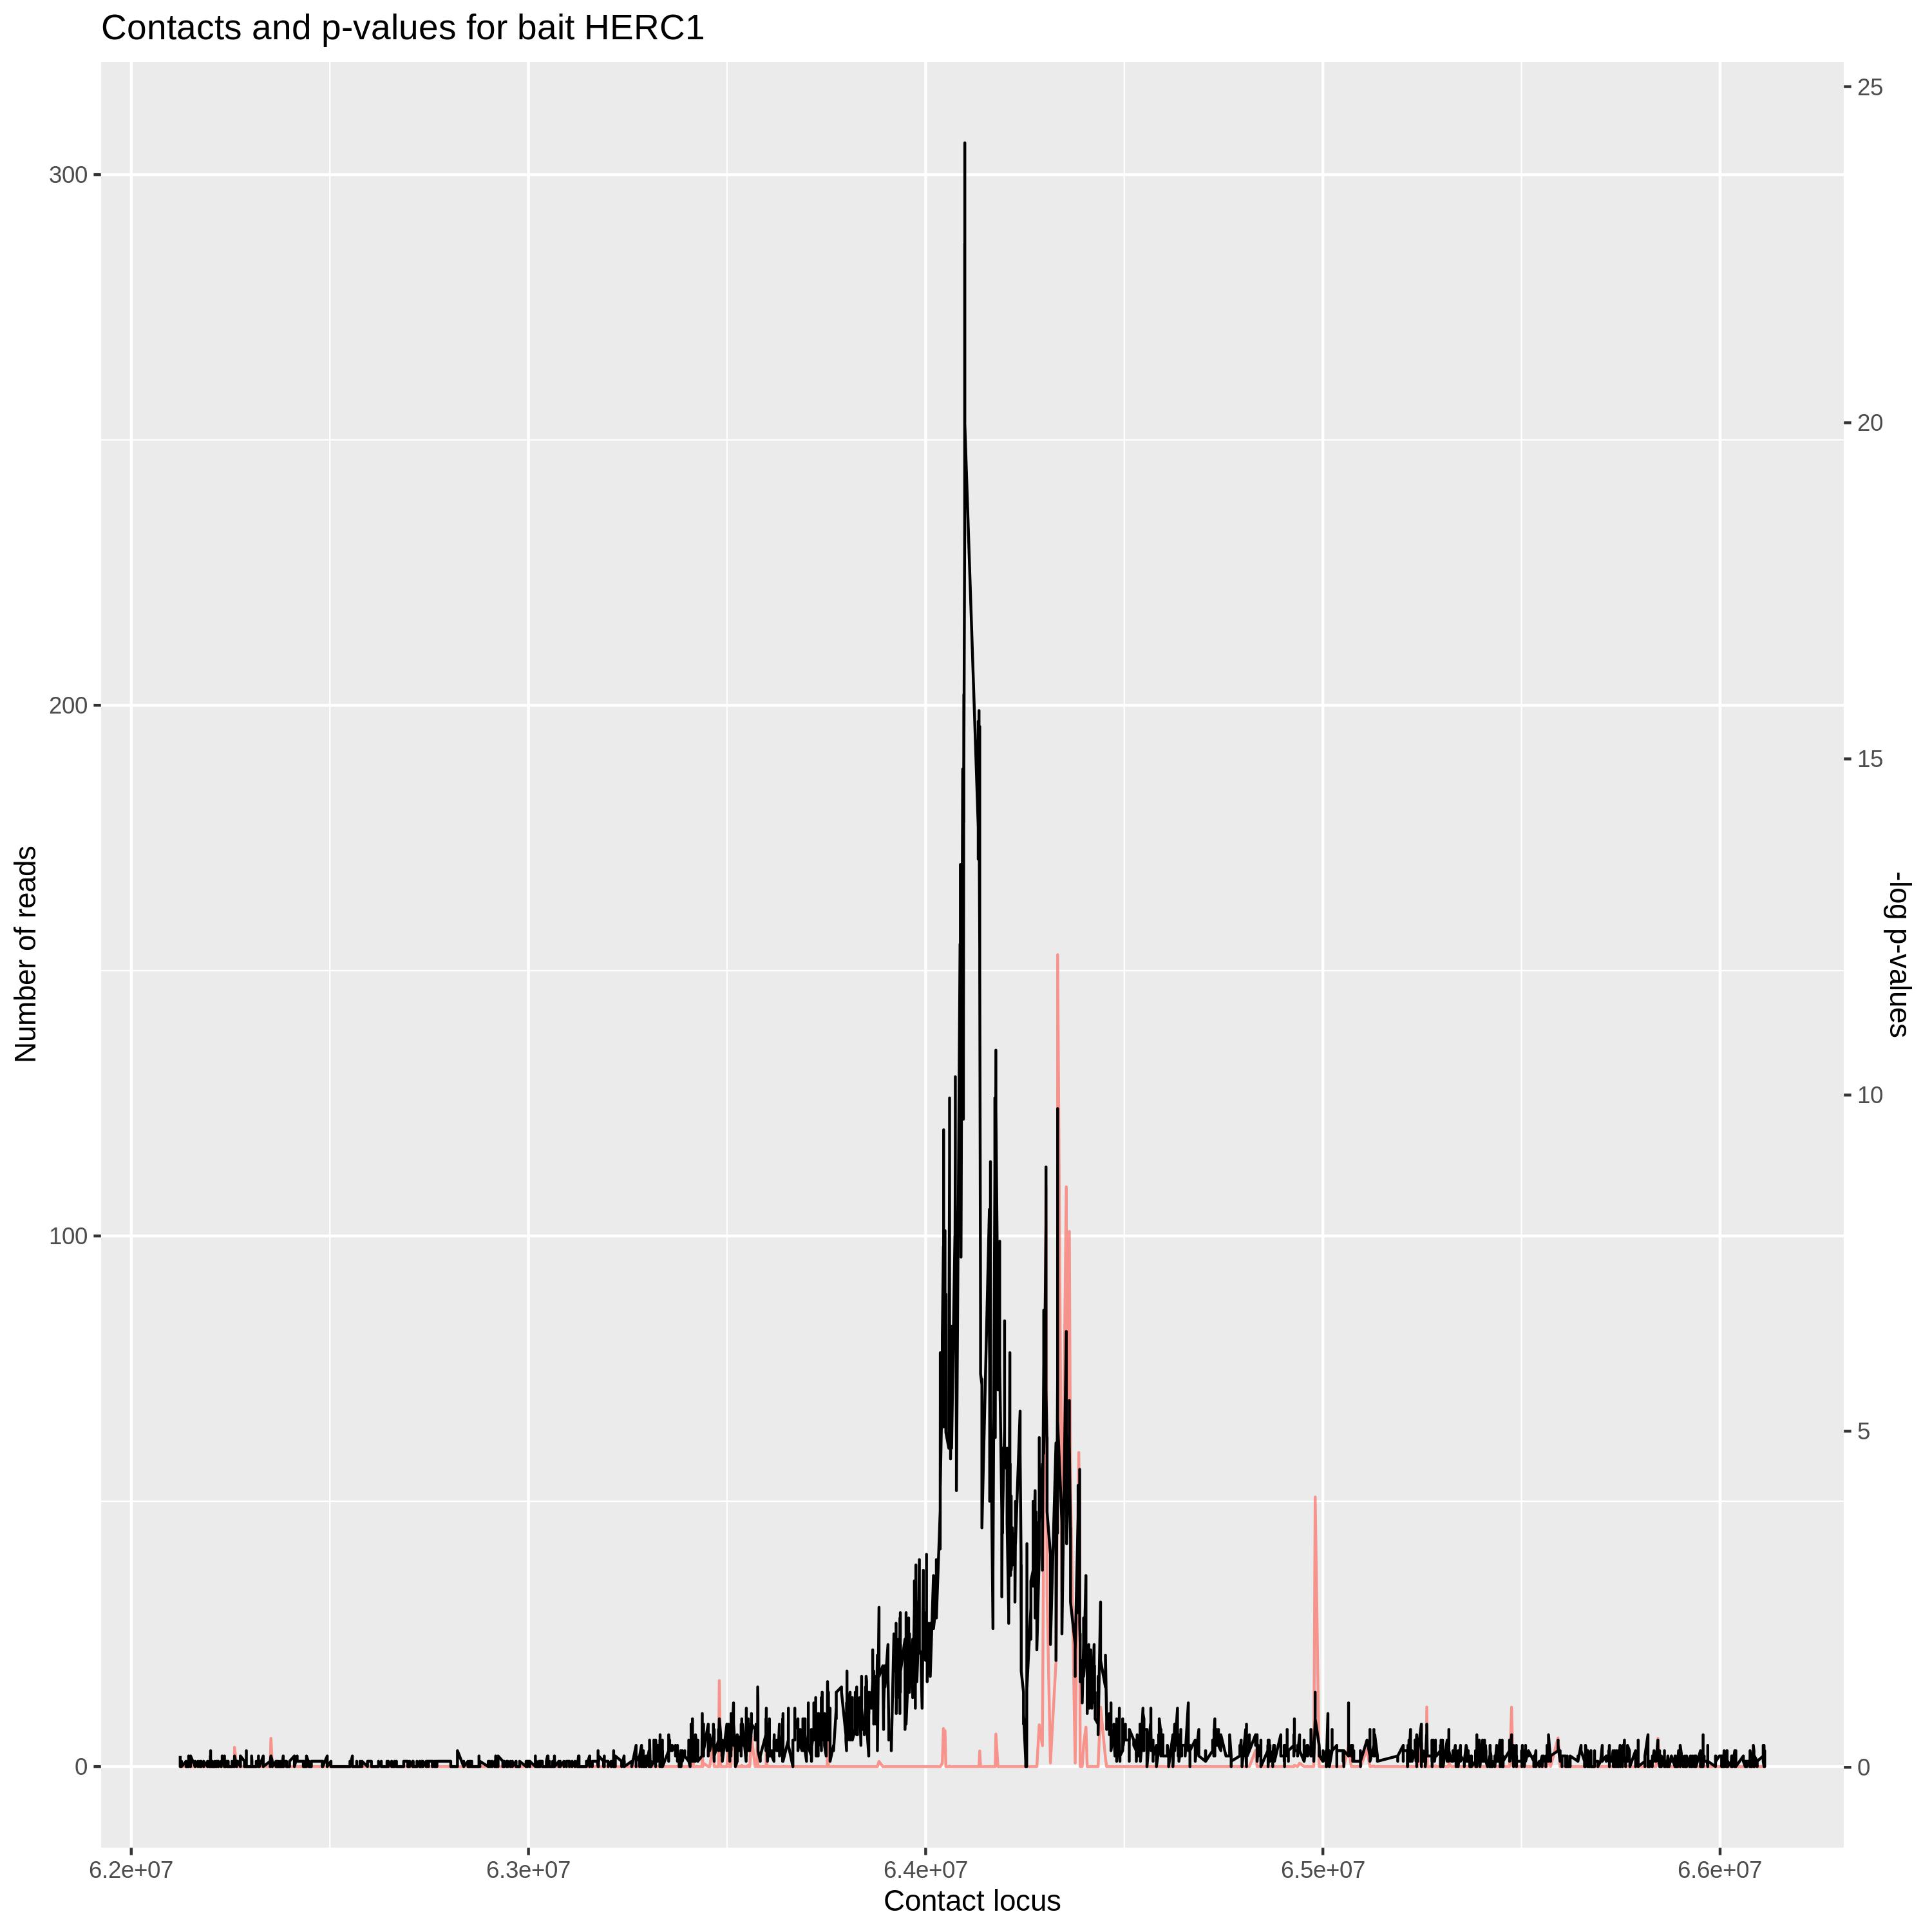 Contacts and p-values for bait HERC1
300
200
100
0
Number of reads
25
20
15
10
5
0
-log p-values
6.2e+07
6.3e+07
6.4e+07
6.5e+07
6.6e+07
Contact locus